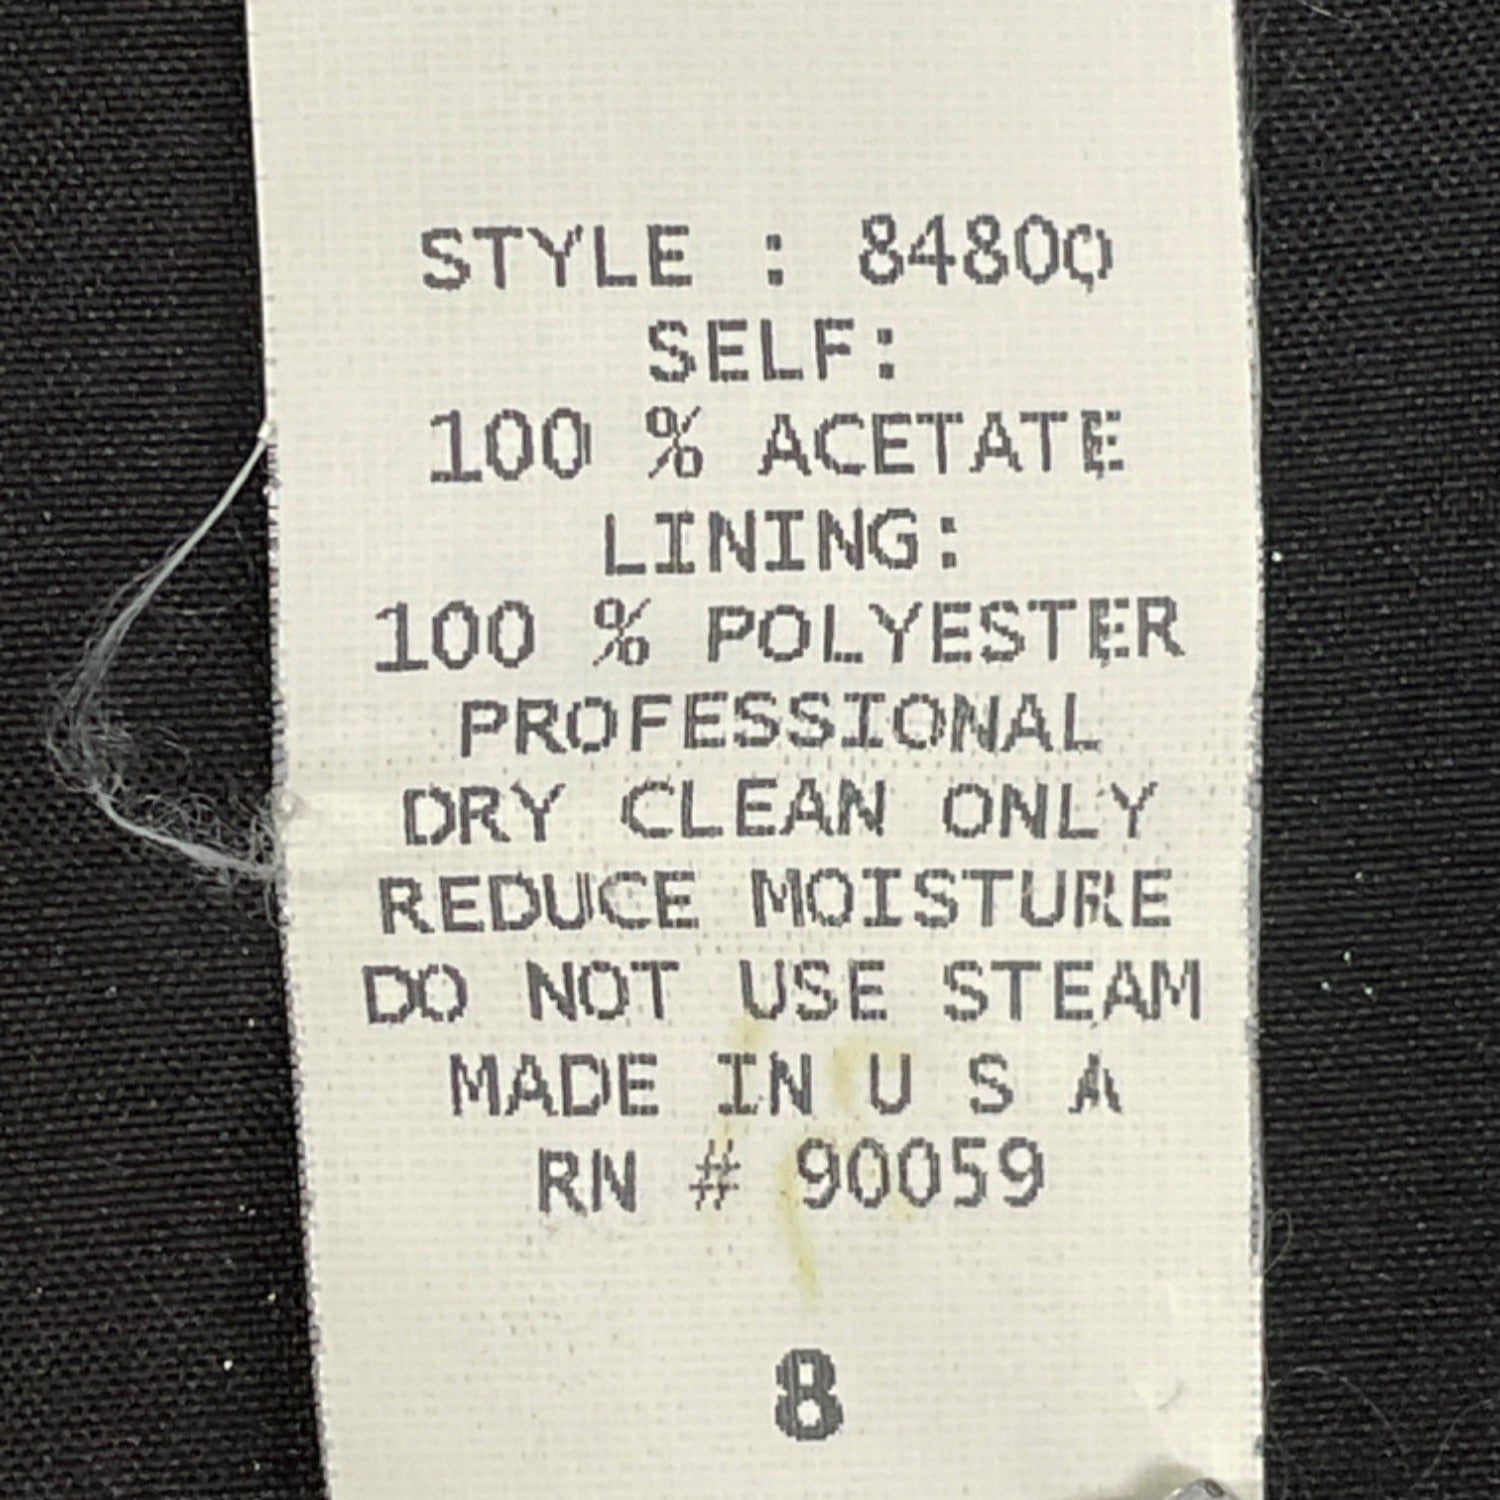 STYLE : 84800
SELF:
100 % ACETATE
LINING:
100 % POLYESTER
PROFESSIONAL
DRY CLEAN ONLY
REDUCE MOISTURE
DO NOT USE STEAM
MADE IN U S A
RN # 90059
8